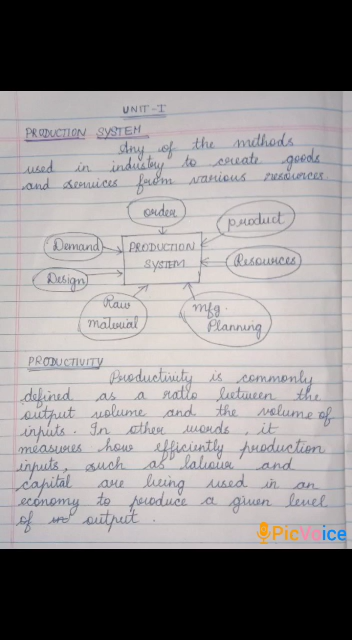 UNIT-I
PRODUCTION SYSTEM
Any of the methods
used in industry to create goods
and services from various resources.
order
product
Demand
PRODUCTION
SYSTEM
Resources
Design
Raw
material
mfg.
Planning
PRODUCTIVITY
Productivity is commonly
defined as a ratio between the
output volume and the volume of
inputs. In other words, it
measures how efficiently production
inputs, such as labour and
capital are being used in an
economy to produce a given level
of output.
PicVoice